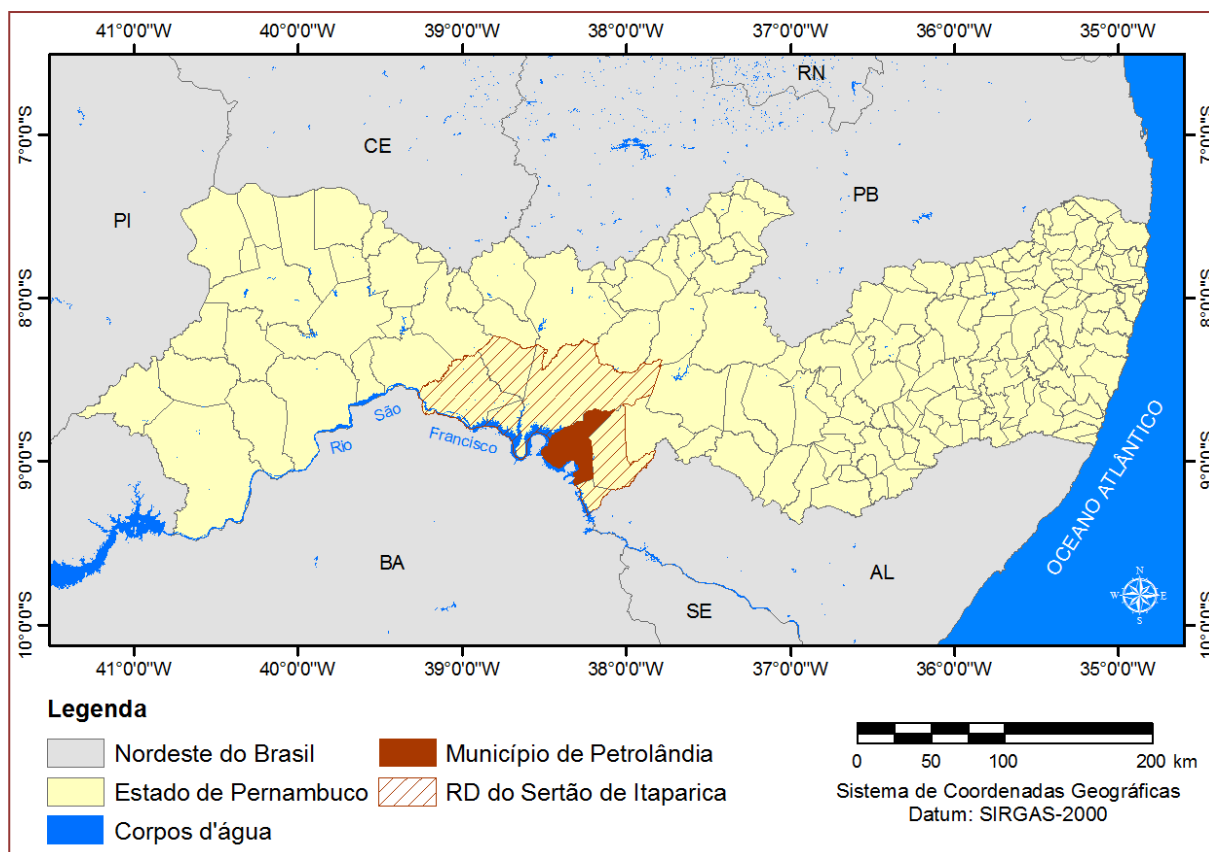 41°0'0"W 40°0'0"W 39°0'0"W 38°0'0"W 37°0'0"W 36°0'0"W 35°0'0"W
7°0'0"S
8°0'0"S
9°0'0"S
10°0'0"S
RN
CE
PB
PI
Rio São Francisco
BA
SE
AL
OCEANO ATLÂNTICO
N
W E
S
7°0'0"S
8°0'0"S
9°0'0"S
10°0'0"S
41°0'0"W 40°0'0"W 39°0'0"W 38°0'0"W 37°0'0"W 36°0'0"W 35°0'0"W
Legenda
Nordeste do Brasil
Estado de Pernambuco
Corpos d'água
Município de Petrolândia
RD do Sertão de Itaparica
0 50 100 200 km
Sistema de Coordenadas Geográficas
Datum: SIRGAS-2000